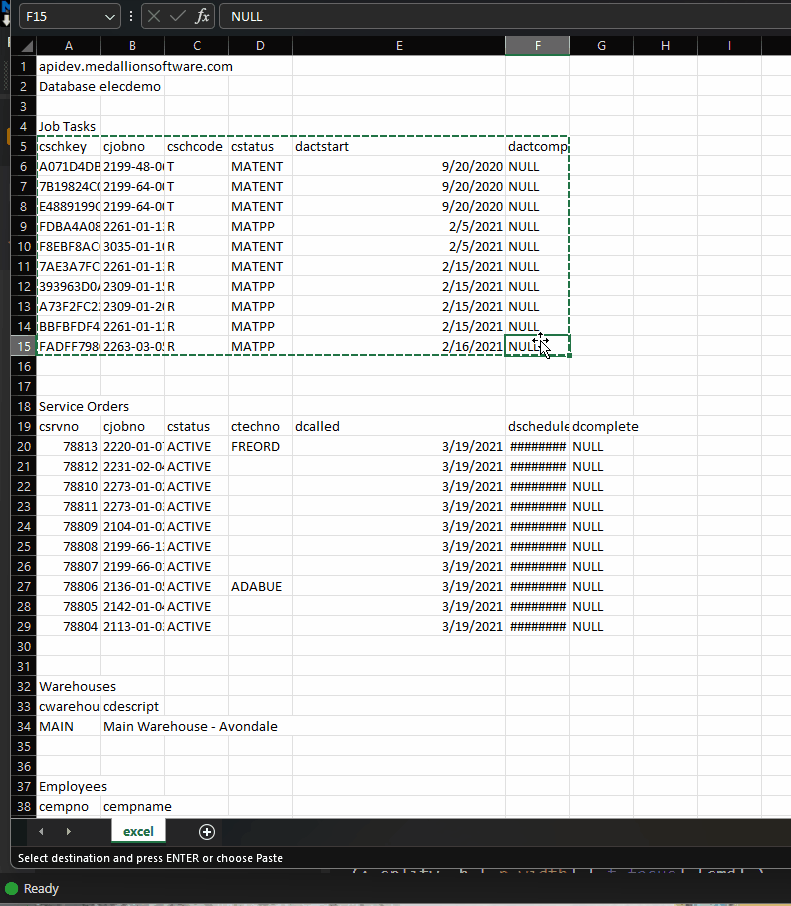 F15 NULL
A B C D E F G H I
1 apidev.medallionsoftware.com
2 Database elecdemo
3
4 Job Tasks
5 cschkey cjobno cschcode cstatus dactstart dactcomp
6 A071D4DE 2199-48-0 T MATENT 9/20/2020 NULL
7 7B19824C 2199-64-0 T MATENT 9/20/2020 NULL
8 E4889199 2199-64-0 T MATENT 9/20/2020 NULL
9 FDBA4A08 2261-01-1 R MATPP 2/5/2021 NULL
10 F8EBF8AC 3035-01-1 R MATENT 2/5/2021 NULL
11 7AE3A7FC 2261-01-1 R MATENT 2/15/2021 NULL
12 393963D0 2309-01-1 R MATPP 2/15/2021 NULL
13 A73F2FC2 2309-01-2 R MATPP 2/15/2021 NULL
14 BBFBFDF4 2261-01-1 R MATPP 2/15/2021 NULL
15 FADFF798 2263-03-0 R MATPP 2/16/2021 NULL
16
17
18 Service Orders
19 csrvno cjobno cstatus ctechno dcalled dschedule dcomplete
20 78813 2220-01-0 ACTIVE FREORD 3/19/2021 ######## NULL
21 78812 2231-02-0 ACTIVE 3/19/2021 ######## NULL
22 78810 2273-01-0 ACTIVE 3/19/2021 ######## NULL
23 78811 2273-01-0 ACTIVE 3/19/2021 ######## NULL
24 78809 2104-01-0 ACTIVE 3/19/2021 ######## NULL
25 78808 2199-66-1 ACTIVE 3/19/2021 ######## NULL
26 78807 2199-66-0 ACTIVE 3/19/2021 ######## NULL
27 78806 2136-01-0 ACTIVE ADABUE 3/19/2021 ######## NULL
28 78805 2142-01-0 ACTIVE 3/19/2021 ######## NULL
29 78804 2113-01-0 ACTIVE 3/19/2021 ######## NULL
30
31
32 Warehouses
33 cwarehou cdescript
34 MAIN Main Warehouse - Avondale
35
36
37 Employees
38 cempno cempname
excel
Select destination and press ENTER or choose Paste
Ready